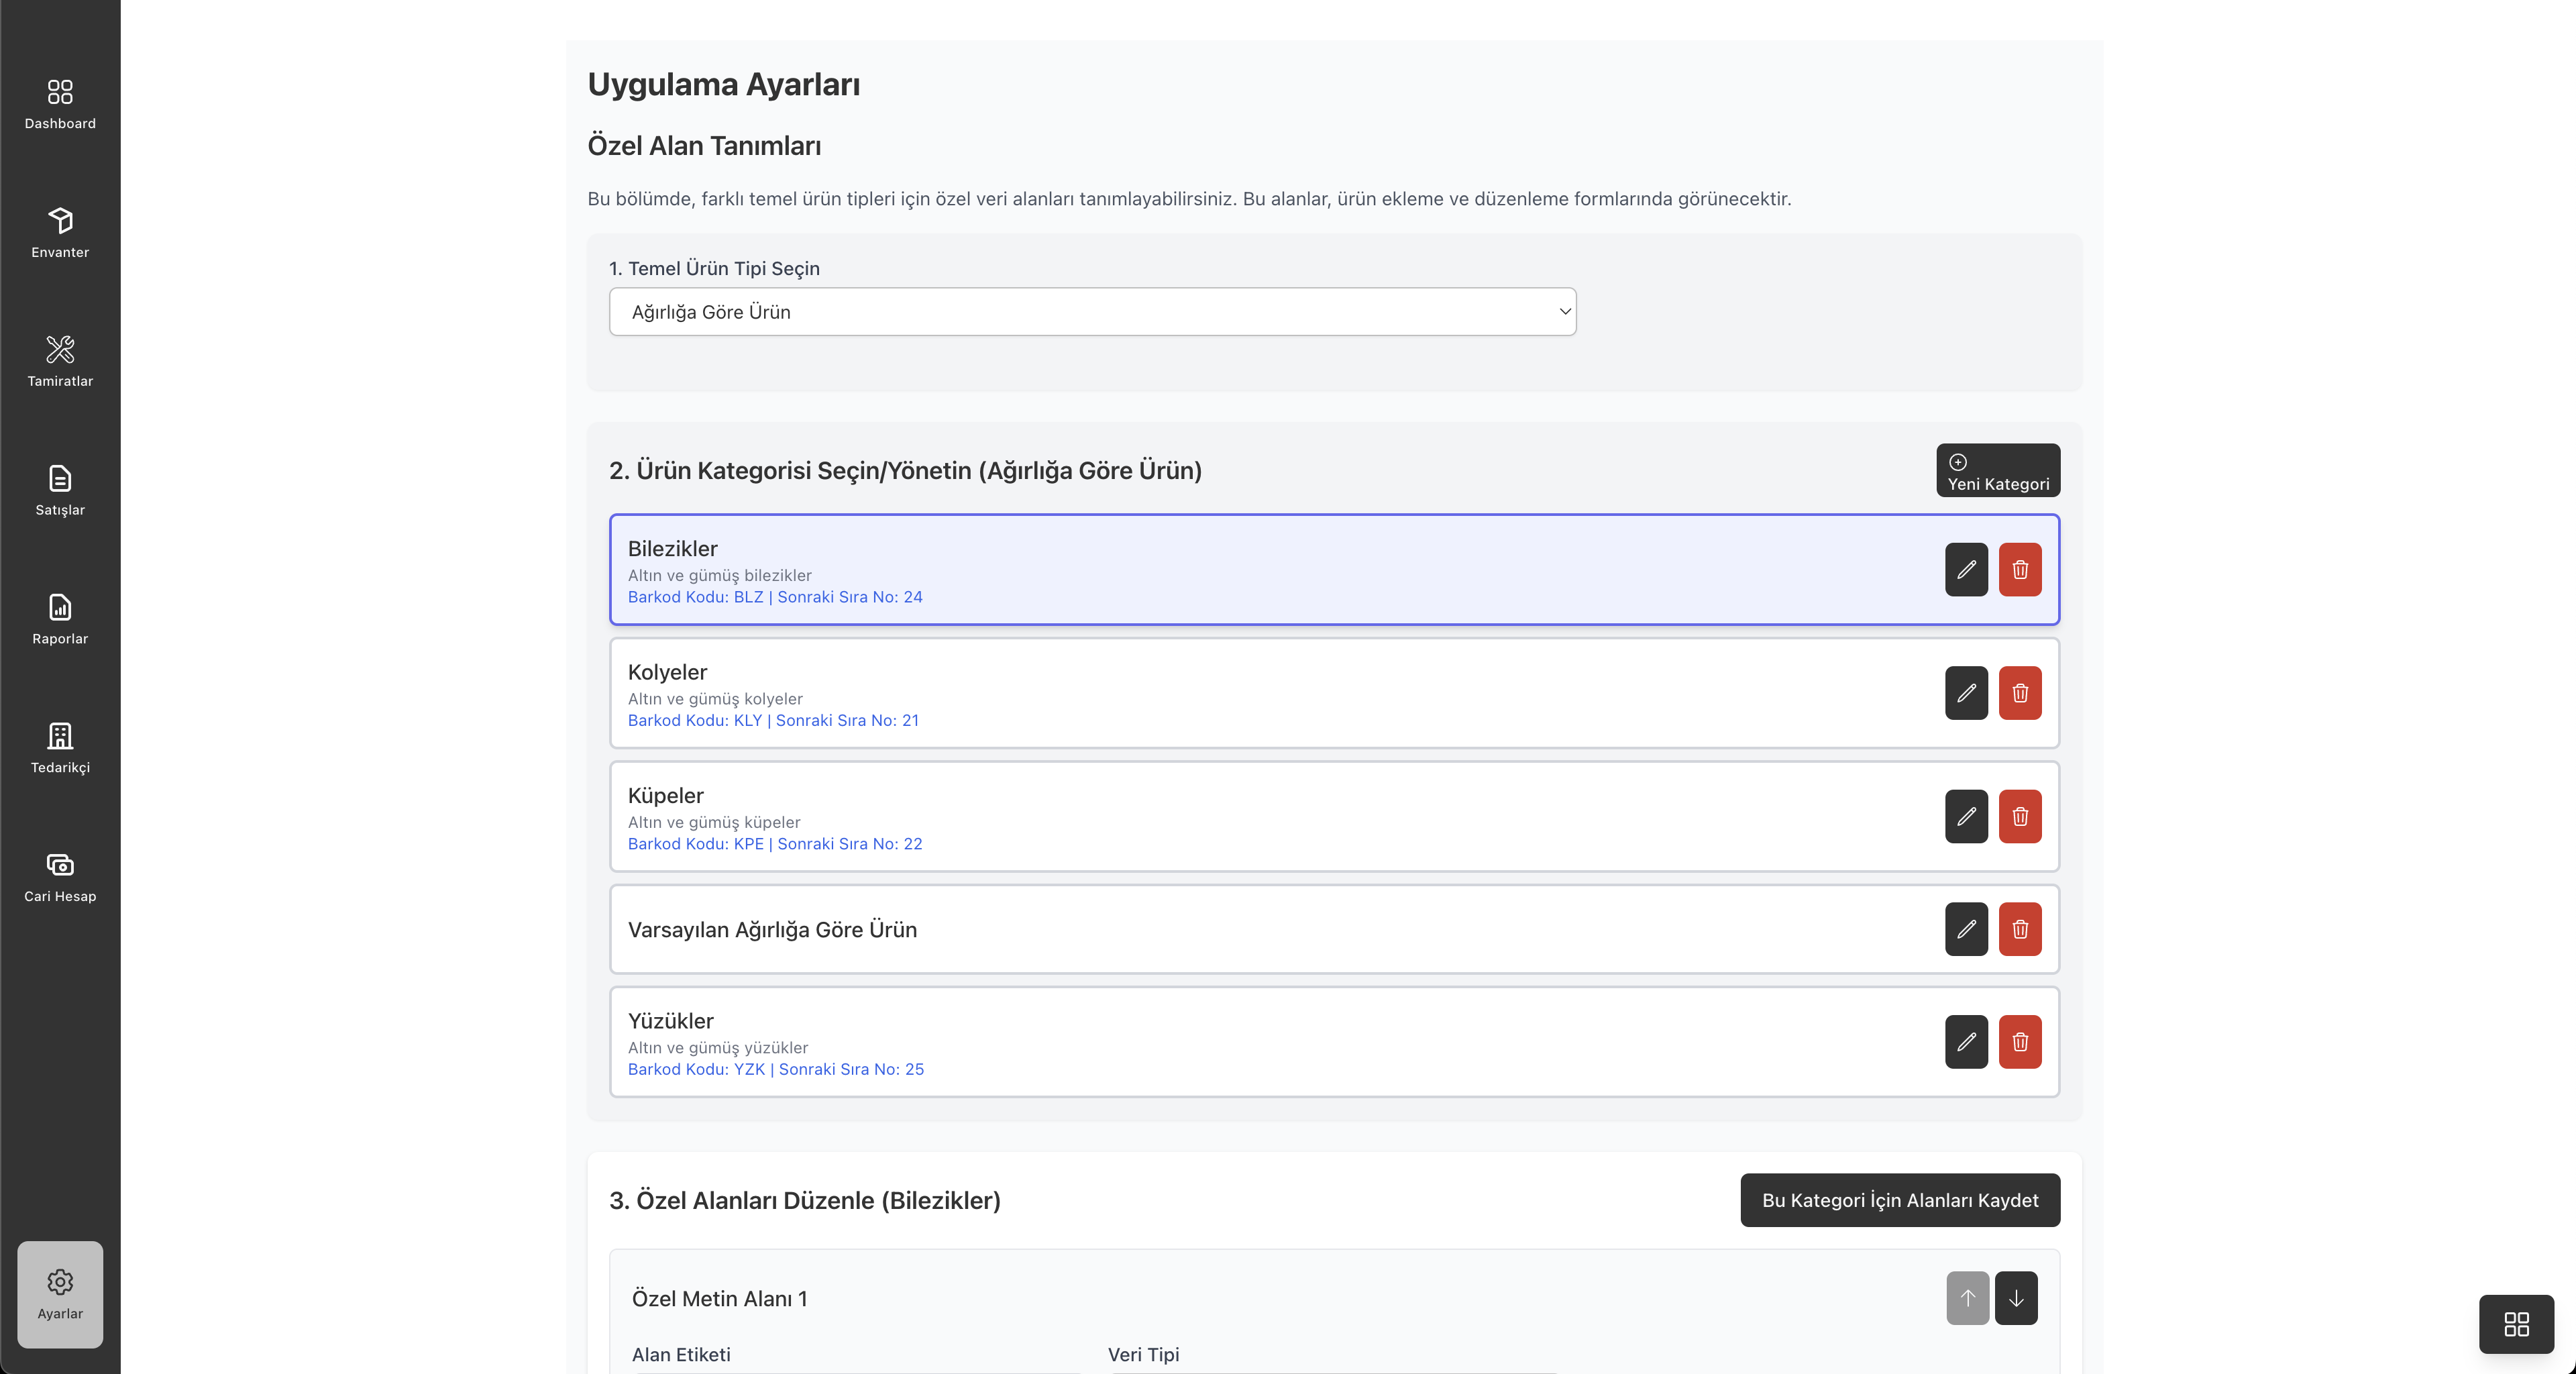 Dashboard
Envanter
Tamiratlar
Satışlar
Raporlar
Tedarikçi
Cari Hesap
Ayarlar
Uygulama Ayarları
Özel Alan Tanımları
Bu bölümde, farklı temel ürün tipleri için özel veri alanları tanımlayabilirsiniz. Bu alanlar, ürün ekleme ve düzenleme formlarında görünecektir.
1. Temel Ürün Tipi Seçin
Ağırlığa Göre Ürün
2. Ürün Kategorisi Seçin/Yönetin (Ağırlığa Göre Ürün)
Yeni Kategori
Bilezikler
Altın ve gümüş bilezikler
Barkod Kodu: BLZ | Sonraki Sıra No: 24
Kolyeler
Altın ve gümüş kolyeler
Barkod Kodu: KLY | Sonraki Sıra No: 21
Küpeler
Altın ve gümüş küpeler
Barkod Kodu: KPE | Sonraki Sıra No: 22
Varsayılan Ağırlığa Göre Ürün
Yüzükler
Altın ve gümüş yüzükler
Barkod Kodu: YZK | Sonraki Sıra No: 25
3. Özel Alanları Düzenle (Bilezikler)
Bu Kategori İçin Alanları Kaydet
Özel Metin Alanı 1
Alan Etiketi
Veri Tipi